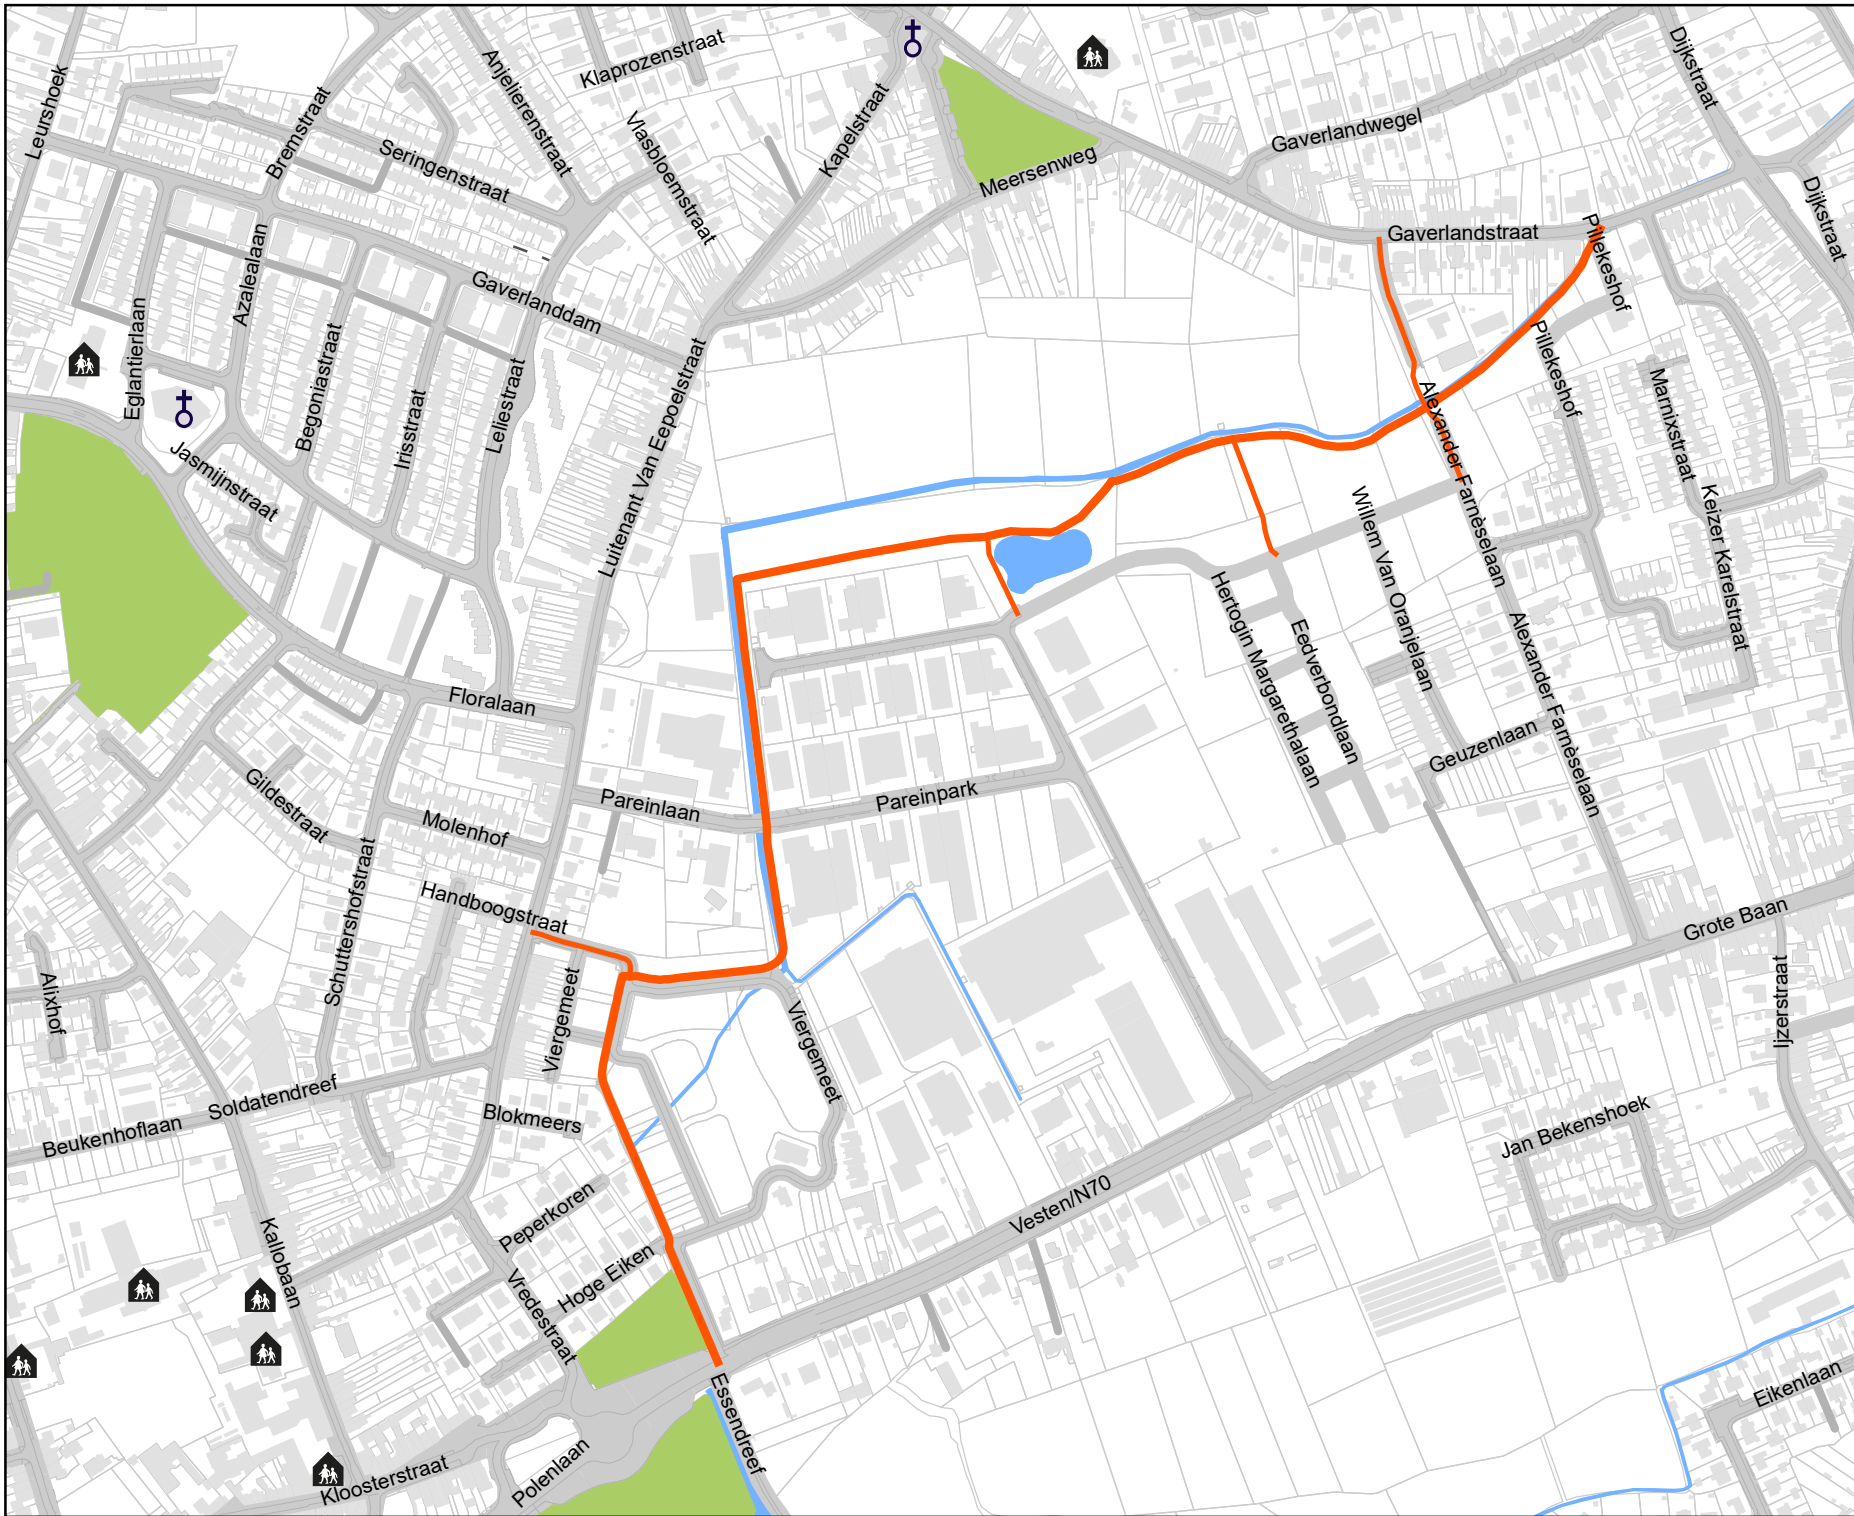 Klaprozenstraat
Dijkstraat
Leurshoek
Bremstraat
Anjelierenstraat
Vlasbloemstraat
Kapelstraat
Gaverlandwegel
Seringenstraat
Meersenweg
Dijkstraat
Gaverlandstraat
Pillekeshof
Azalealaan
Gaverlanddam
Eglantierlaan
Begoniastraat
Irisstraat
Leliestraat
Luitenant Van Eepoelstraat
Pillekeshof
Marnixstraat
Alexander Farnèselaan
Jasmijnstraat
Willem Van Oranjelaan
Keizer Karelstraat
Hertogin Margarethalaan
Eedverbondlaan
Alexander Farnèselaan
Floralaan
Geuzenlaan
Gildestraat
Molenhof
Pareinlaan
Pareinpark
Schuttershofstraat
Handboogstraat
Grote Baan
Alixhof
Viergemeet
Viergemeet
Ijzerstraat
Soldatendreef
Beukenhoflaan
Blokmeers
Jan Bekenshoek
Peperkoren
Vesten/N70
Kallobaan
Hoge Eiken
Vredestraat
Essendreef
Eikenlaan
Kloosterstraat
Polenlaan